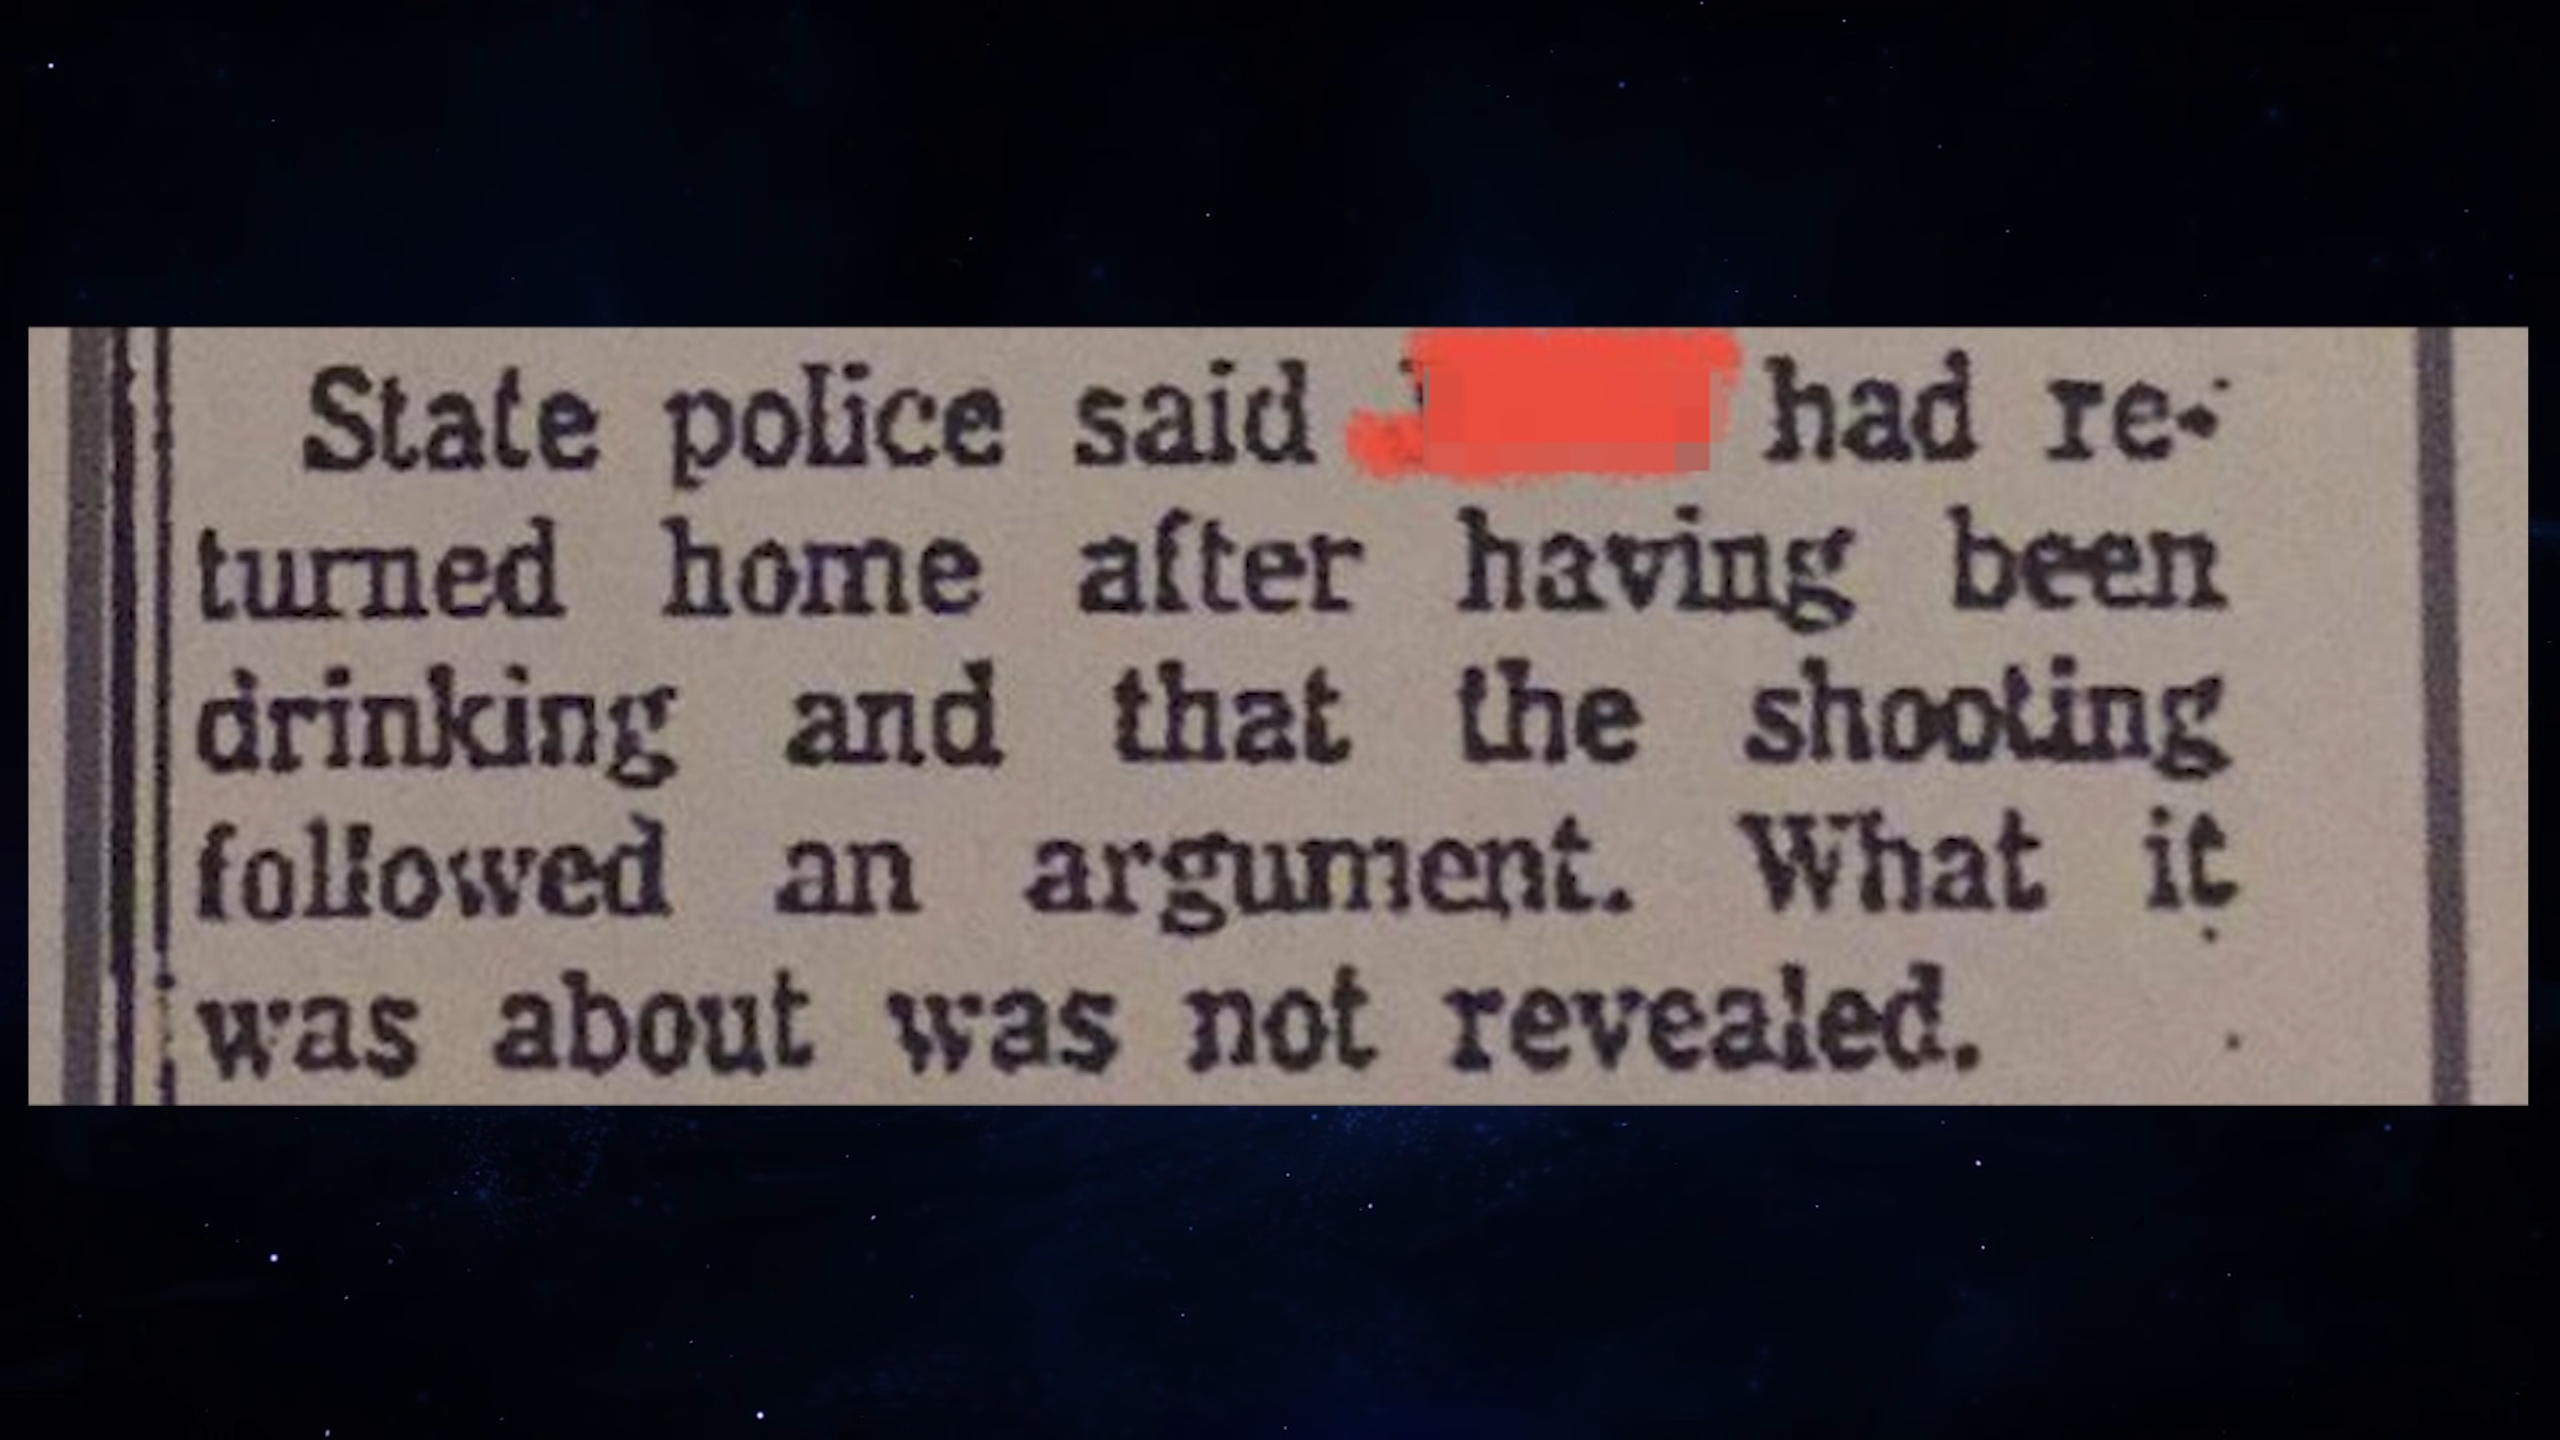 State police said had re-
turned home after having been
drinking and that the shooting
followed an argument. What it
was about was not revealed.